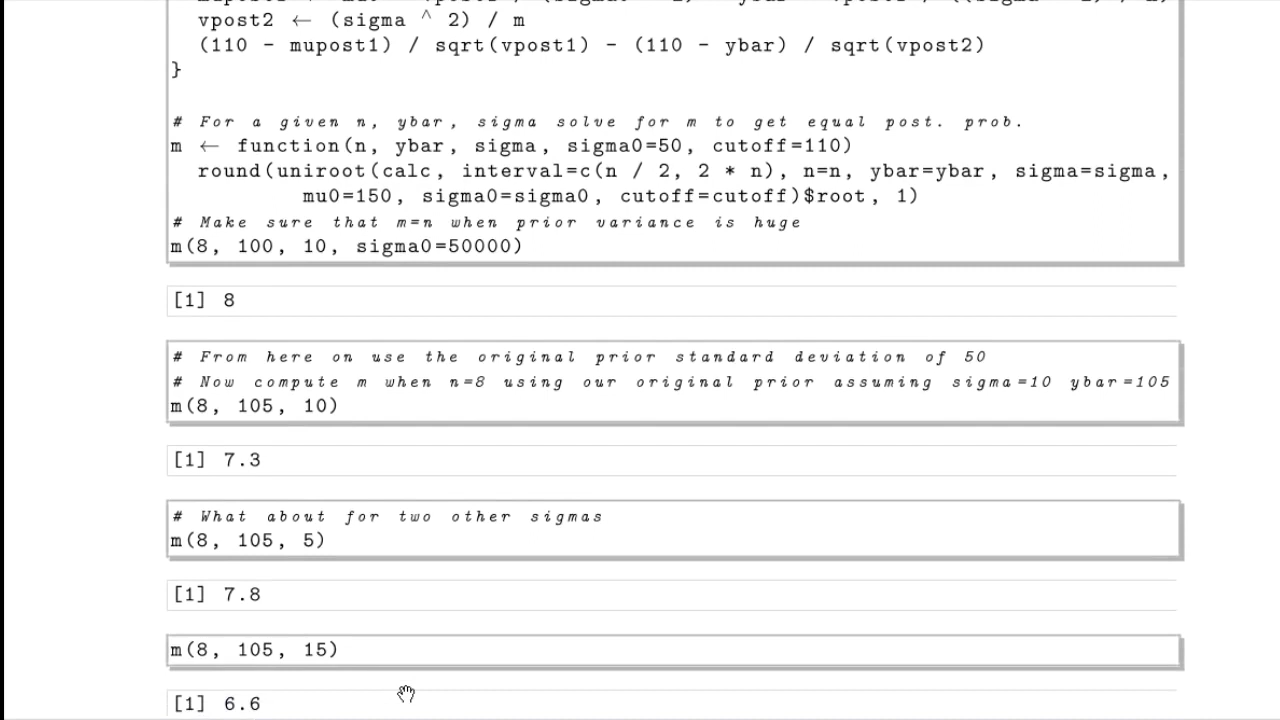 vpost2 ← (sigma ^ 2) / m
(110 - mupost1) / sqrt(vpost1) - (110 - ybar) / sqrt(vpost2)
}
# For a given n, ybar, sigma solve for m to get equal post. prob.
m ← function(n, ybar, sigma, sigma0=50, cutoff=110)
round(uniroot(calc, interval=c(n / 2, 2 * n), n=n, ybar=ybar, sigma=sigma,
mu0=150, sigma0=sigma0, cutoff=cutoff)$root, 1)
# Make sure that m=n when prior variance is huge
m(8, 100, 10, sigma0=50000)
[1] 8
# From here on use the original prior standard deviation of 50
# Now compute m when n=8 using our original prior assuming sigma=10 ybar=105
m(8, 105, 10)
[1] 7.3
# What about for two other sigmas
m(8, 105, 5)
[1] 7.8
m(8, 105, 15)
[1] 6.6